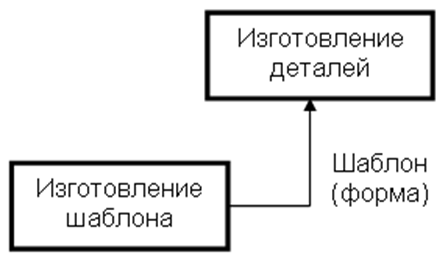 Изготовление
деталей
Шаблон
(форма)
Изготовление
шаблона